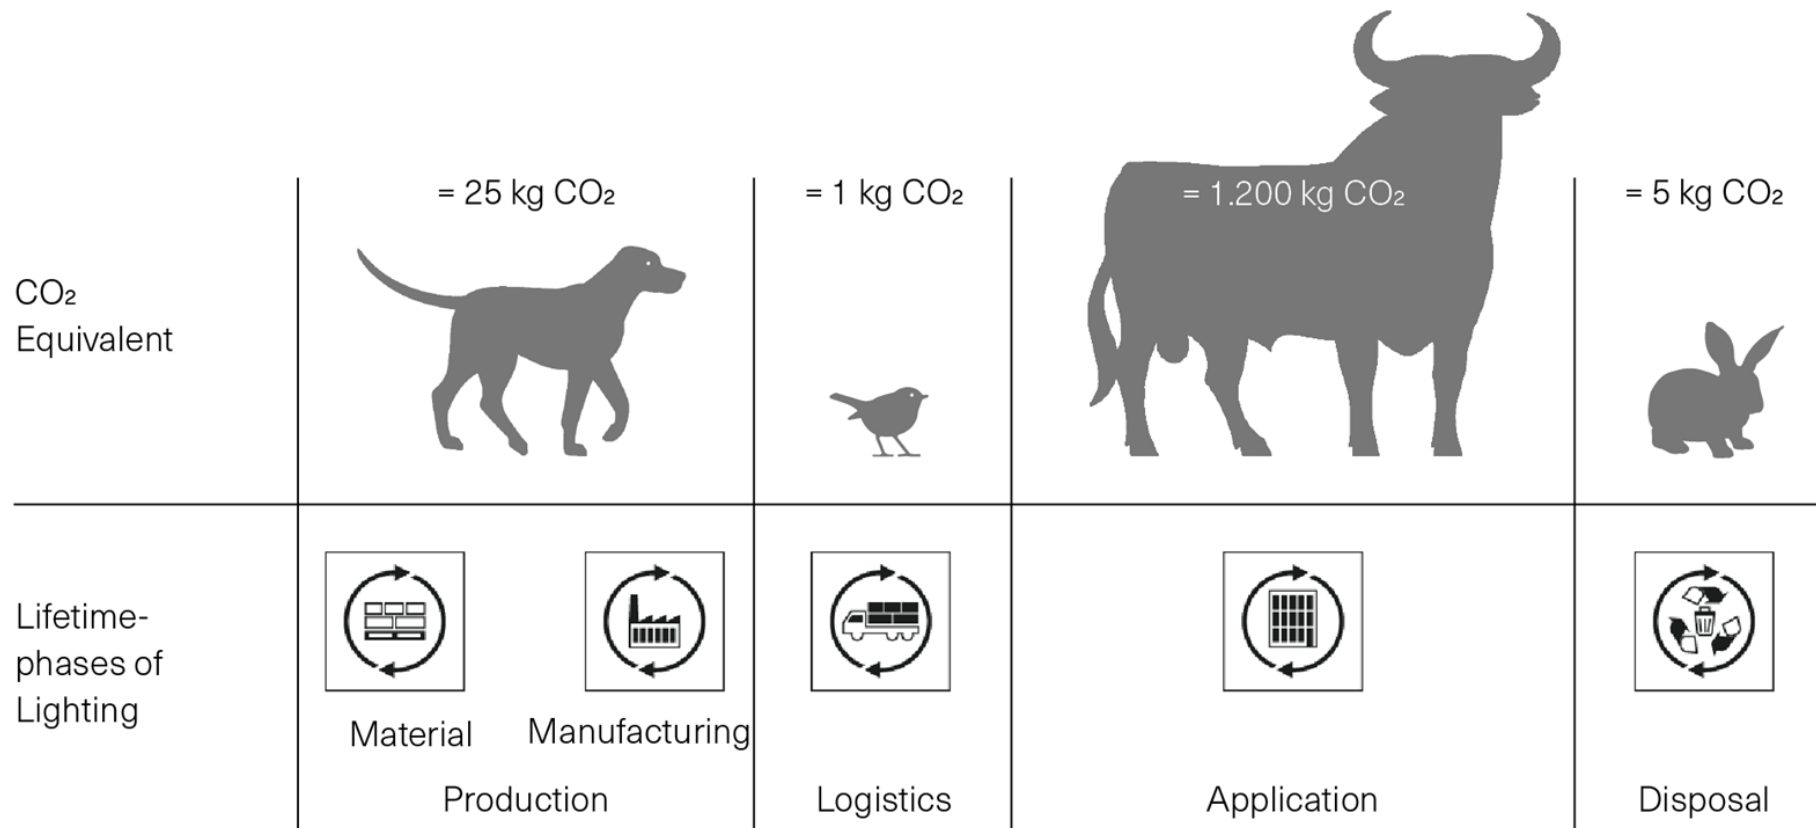 = 25 kg CO₂
= 1 kg CO₂
= 1.200 kg CO₂
= 5 kg CO₂
CO₂
Equivalent
Lifetime-
phases of
Lighting
Material
Manufacturing
Production
Logistics
Application
Disposal